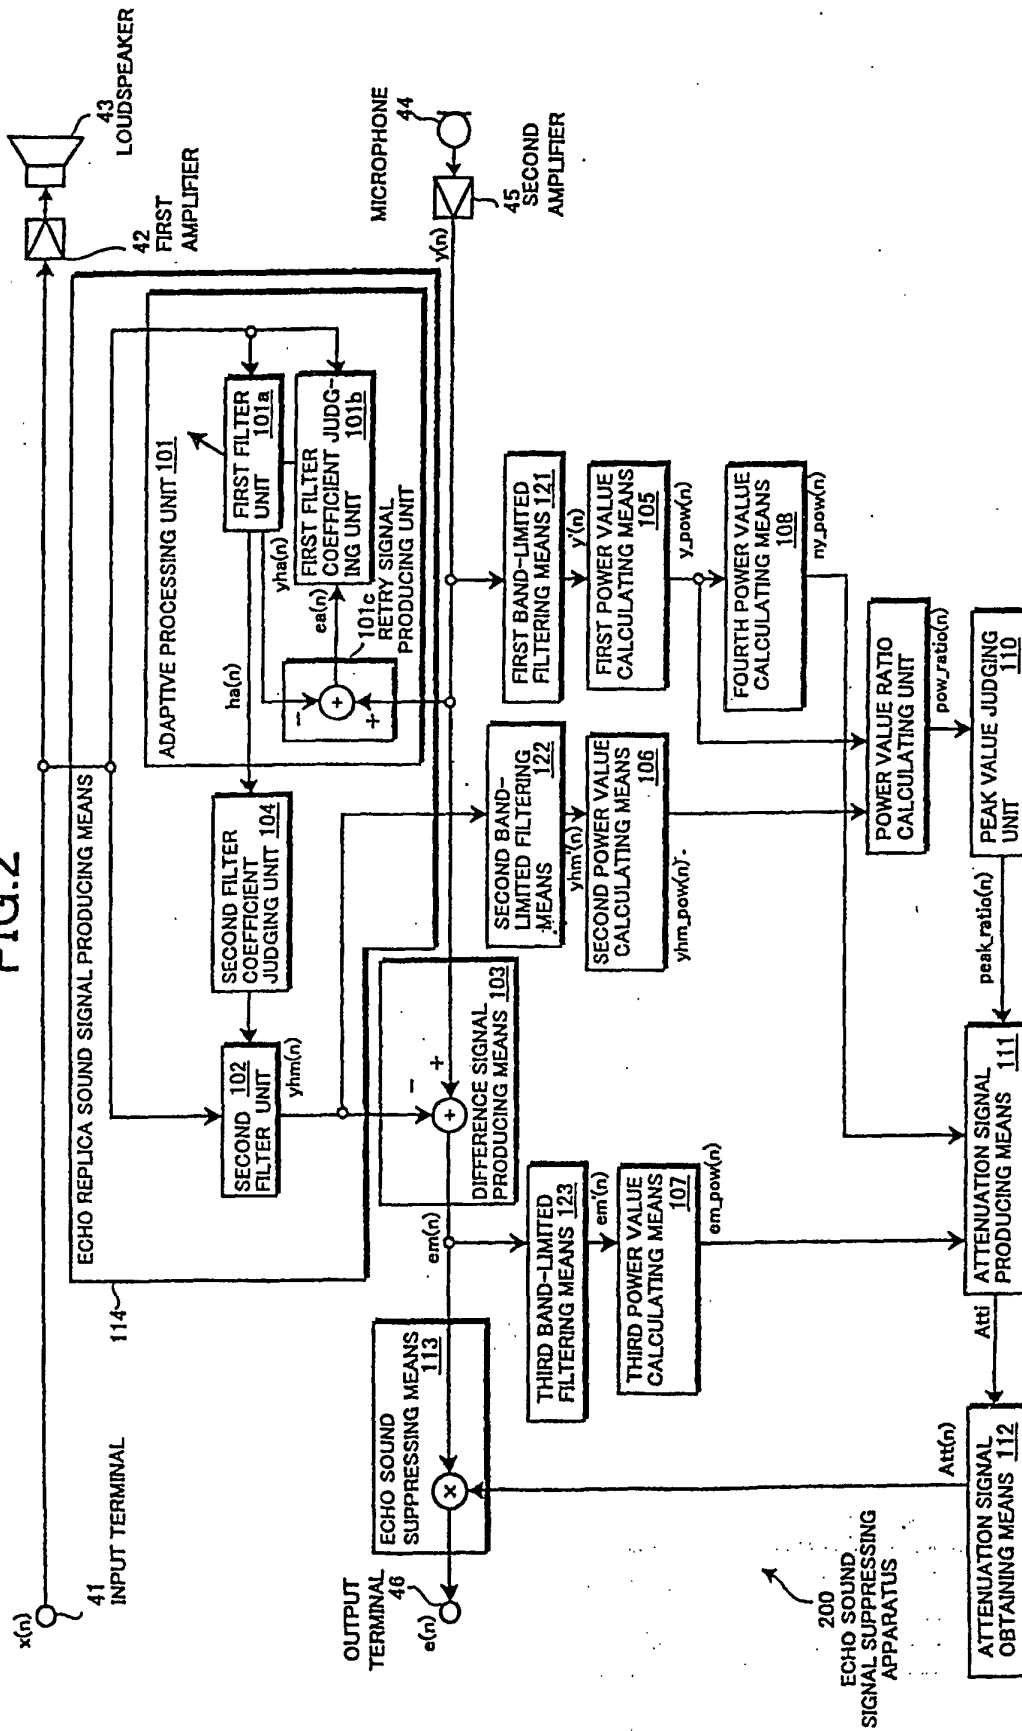 FIG.2
x(n)
41
INPUT TERMINAL
42
FIRST
AMPLIFIER
43
LOUDSPEAKER
114
ECHO REPLICA SOUND SIGNAL PRODUCING MEANS
ADAPTIVE PROCESSING UNIT 101
FIRST FILTER
UNIT 101a
yha(n)
FIRST FILTER
COEFFICIENT JUDG-
ING UNIT 101b
ea(n)
101c
RETRY SIGNAL
PRODUCING UNIT
−
+
+
ha(n)
SECOND FILTER
COEFFICIENT
JUDGING UNIT 104
SECOND 102
FILTER UNIT
yhm(n)
MICROPHONE
44
45
SECOND
AMPLIFIER
y(n)
DIFFERENCE SIGNAL
PRODUCING MEANS 103
−
+
+
em(n)
ECHO SOUND
SUPPRESSING MEANS
113
×
OUTPUT
TERMINAL
46
e(n)
FIRST BAND-LIMITED
FILTERING MEANS 121
y'(n)
FIRST POWER VALUE
CALCULATING MEANS
105
y_pow(n)
FOURTH POWER VALUE
CALCULATING MEANS
108
ny_pow(n)
SECOND BAND-
LIMITED FILTERING
MEANS 122
yhm'(n)
SECOND POWER VALUE
CALCULATING MEANS
106
yhm_pow(n)
THIRD BAND-LIMITED
FILTERING MEANS 123
em'(n)
THIRD POWER VALUE
CALCULATING MEANS
107
em_pow(n)
POWER VALUE RATIO
CALCULATING UNIT
pow_ratio(n)
PEAK VALUE JUDGING
UNIT 110
peak_ratio(n)
ATTENUATION SIGNAL
PRODUCING MEANS 111
Atti
ATTENUATION SIGNAL
OBTAINING MEANS 112
Att(n)
200
ECHO SOUND
SIGNAL SUPPRESSING
APPARATUS